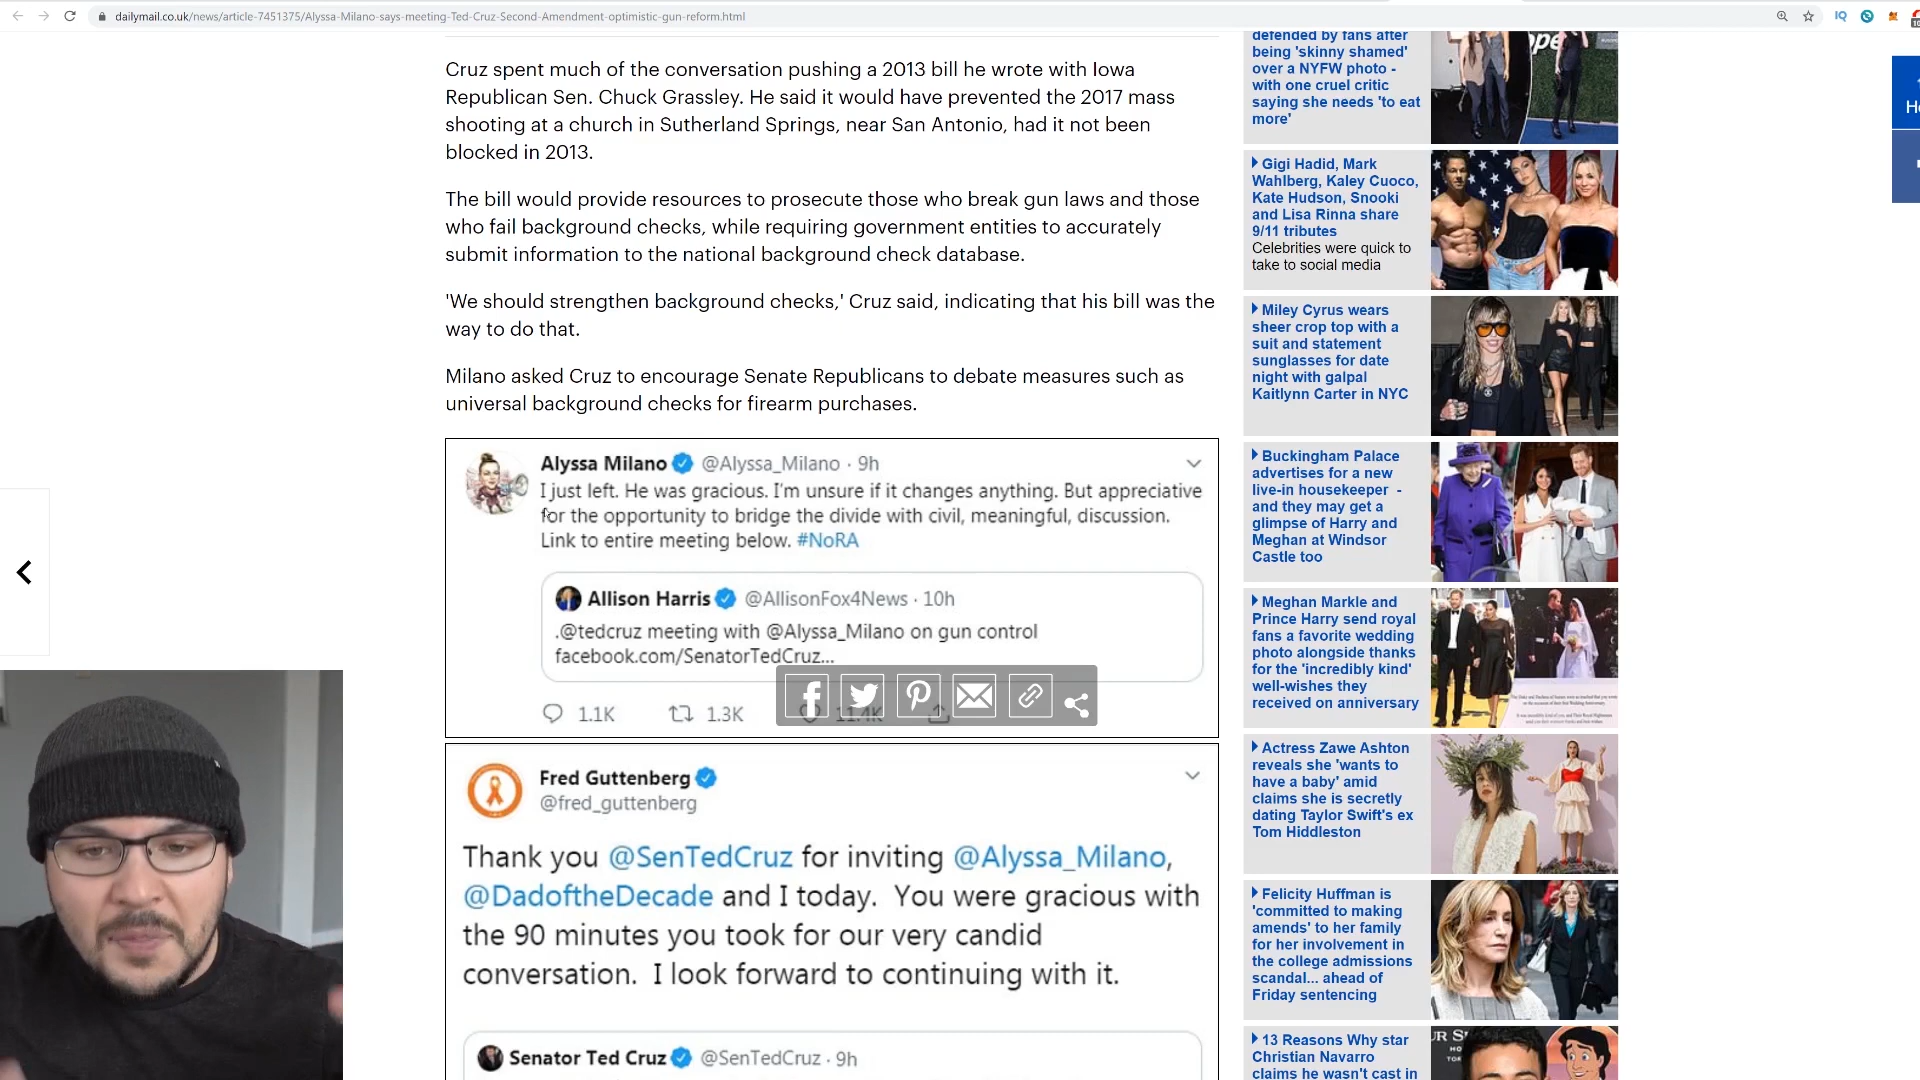 dailymail.co.uk/news/article-7451375/Alyssa-Milano-says-meeting-Ted-Cruz-Second-Amendment-optimistic-gun-reform.html
Cruz spent much of the conversation pushing a 2013 bill he wrote with Iowa
Republican Sen. Chuck Grassley. He said it would have prevented the 2017 mass
shooting at a church in Sutherland Springs, near San Antonio, had it not been
blocked in 2013.
The bill would provide resources to prosecute those who break gun laws and those
who fail background checks, while requiring government entities to accurately
submit information to the national background check database.
'We should strengthen background checks,' Cruz said, indicating that his bill was the
way to do that.
Milano asked Cruz to encourage Senate Republicans to debate measures such as
universal background checks for firearm purchases.
Alyssa Milano @Alyssa_Milano · 9h
I just left. He was gracious. I'm unsure if it changes anything. But appreciative
for the opportunity to bridge the divide with civil, meaningful, discussion.
Link to entire meeting below. #NoRA
Allison Harris @AllisonFox4News · 10h
.@tedcruz meeting with @Alyssa_Milano on gun control
facebook.com/SenatorTedCruz...
1.1K 1.3K 11.4K
Fred Guttenberg
@fred_guttenberg
Thank you @SenTedCruz for inviting @Alyssa_Milano,
@DadoftheDecade and I today. You were gracious with
the 90 minutes you took for our very candid
conversation. I look forward to continuing with it.
Senator Ted Cruz @SenTedCruz · 9h
defended by fans after
being 'skinny shamed'
over a NYFW photo -
with one cruel critic
saying she needs 'to eat
more'
Gigi Hadid, Mark
Wahlberg, Kaley Cuoco,
Kate Hudson, Snooki
and Lisa Rinna share
9/11 tributes
Celebrities were quick to
take to social media
Miley Cyrus wears
sheer crop top with a
suit and statement
sunglasses for date
night with galpal
Kaitlynn Carter in NYC
Buckingham Palace
advertises for a new
live-in housekeeper -
and they may get a
glimpse of Harry and
Meghan at Windsor
Castle too
Meghan Markle and
Prince Harry send royal
fans a favorite wedding
photo alongside thanks
for the 'incredibly kind'
well-wishes they
received on anniversary
Actress Zawe Ashton
reveals she 'wants to
have a baby' amid
claims she is secretly
dating Taylor Swift's ex
Tom Hiddleston
Felicity Huffman is
'committed to making
amends' to her family
for her involvement in
the college admissions
scandal... ahead of
Friday sentencing
13 Reasons Why star
Christian Navarro
claims he wasn't cast in